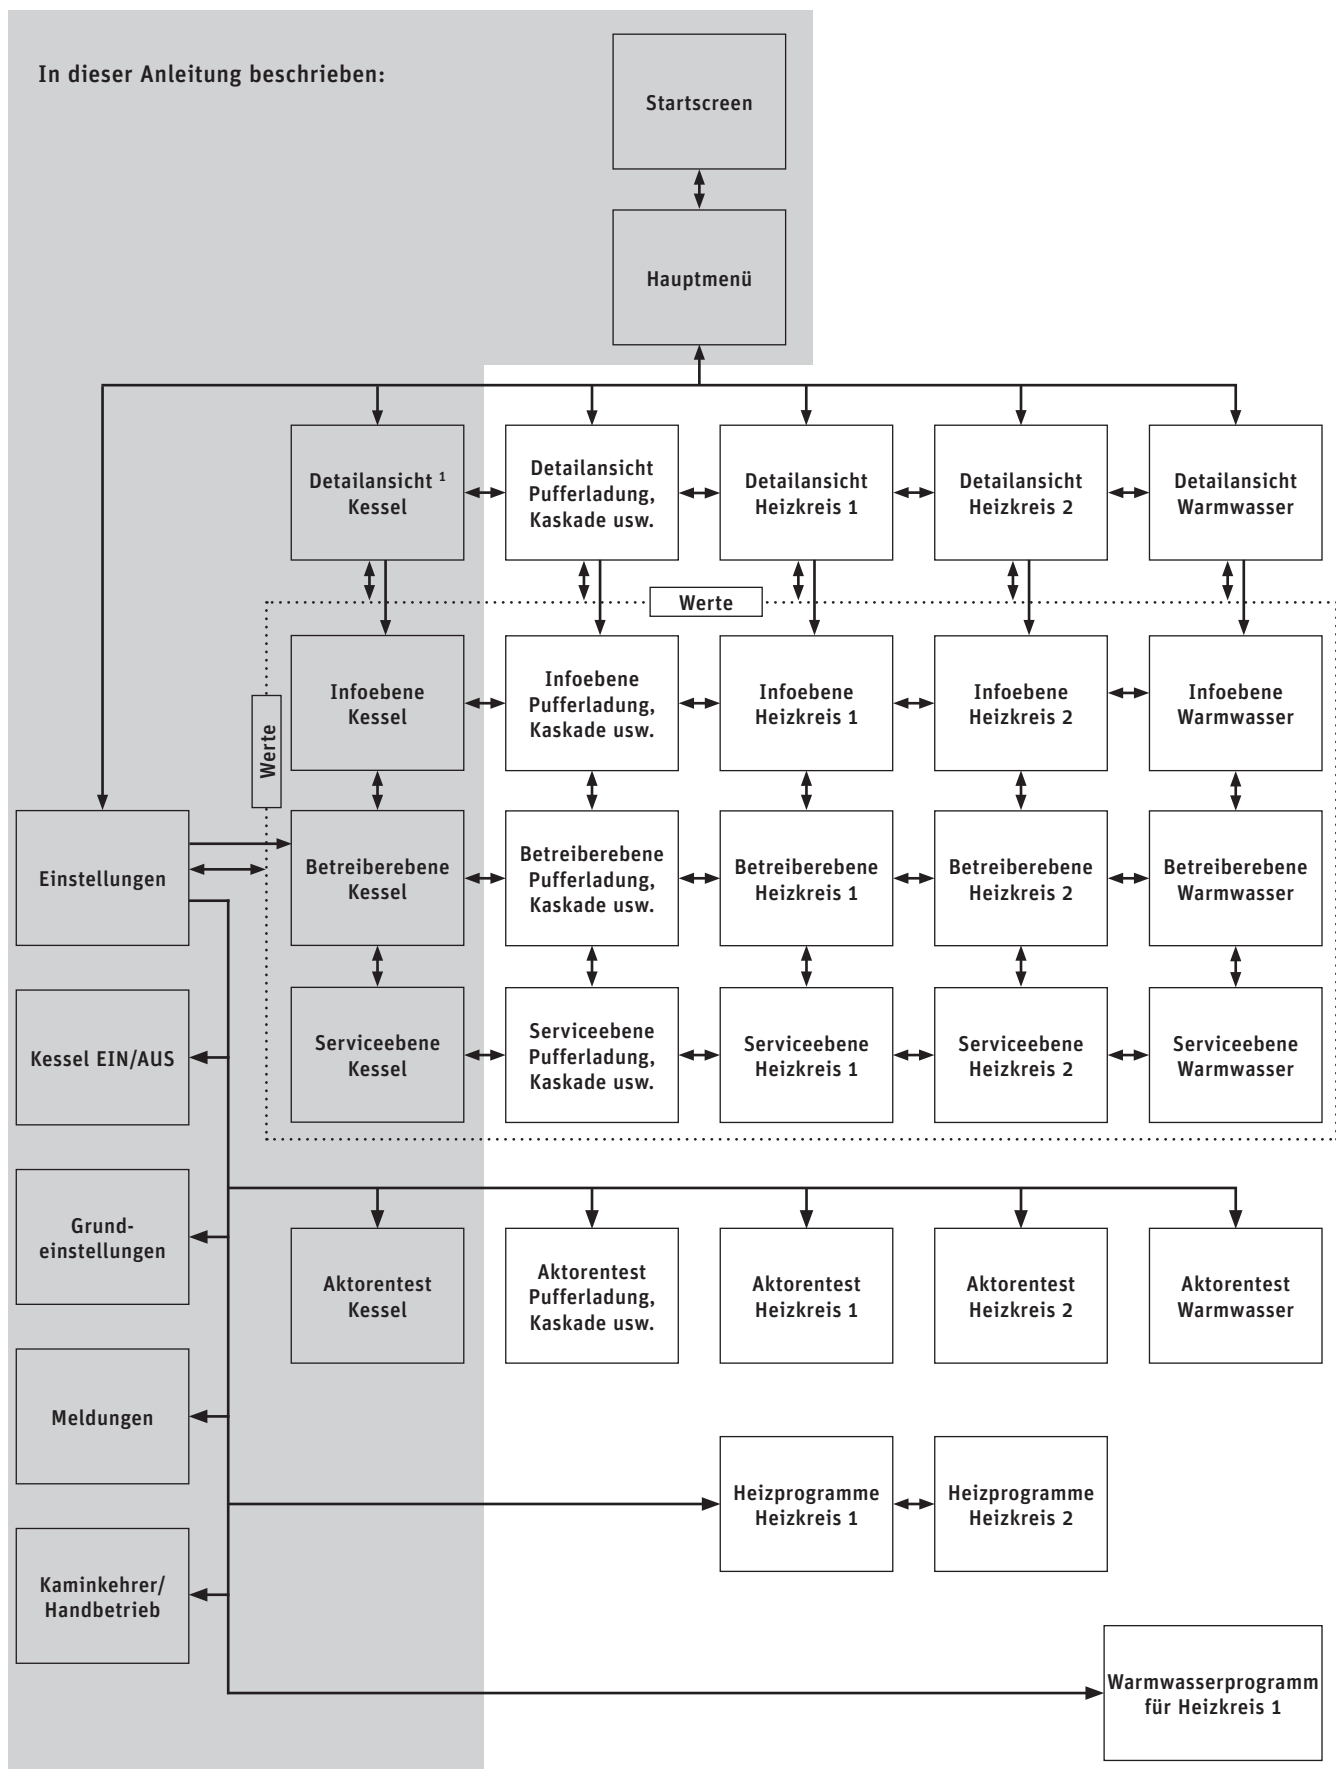 In dieser Anleitung beschrieben:
Startscreen
Hauptmenü
Detailansicht ¹
Kessel
Detailansicht
Pufferladung,
Kaskade usw.
Detailansicht
Heizkreis 1
Detailansicht
Heizkreis 2
Detailansicht
Warmwasser
Werte
Infoebene
Kessel
Infoebene
Pufferladung,
Kaskade usw.
Infoebene
Heizkreis 1
Infoebene
Heizkreis 2
Infoebene
Warmwasser
Werte
Einstellungen
Betreiberebene
Kessel
Betreiberebene
Pufferladung,
Kaskade usw.
Betreiberebene
Heizkreis 1
Betreiberebene
Heizkreis 2
Betreiberebene
Warmwasser
Kessel EIN/AUS
Serviceebene
Kessel
Serviceebene
Pufferladung,
Kaskade usw.
Serviceebene
Heizkreis 1
Serviceebene
Heizkreis 2
Serviceebene
Warmwasser
Grund-
einstellungen
Aktorentest
Kessel
Aktorentest
Pufferladung,
Kaskade usw.
Aktorentest
Heizkreis 1
Aktorentest
Heizkreis 2
Aktorentest
Warmwasser
Meldungen
Heizprogramme
Heizkreis 1
Heizprogramme
Heizkreis 2
Kaminkehrer/
Handbetrieb
Warmwasserprogramm
für Heizkreis 1